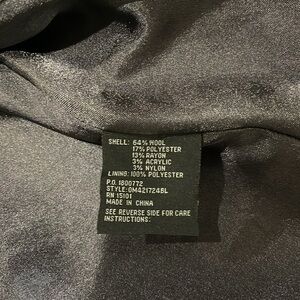 SHELL: 64% WOOL
17% POLYESTER
13% RAYON
3% ACRYLIC
3% NYLON
LINING: 100% POLYESTER
P.O. 1800772
STYLE: OM421724BL
RN 15101
MADE IN CHINA
SEE REVERSE SIDE FOR CARE
INSTRUCTIONS: